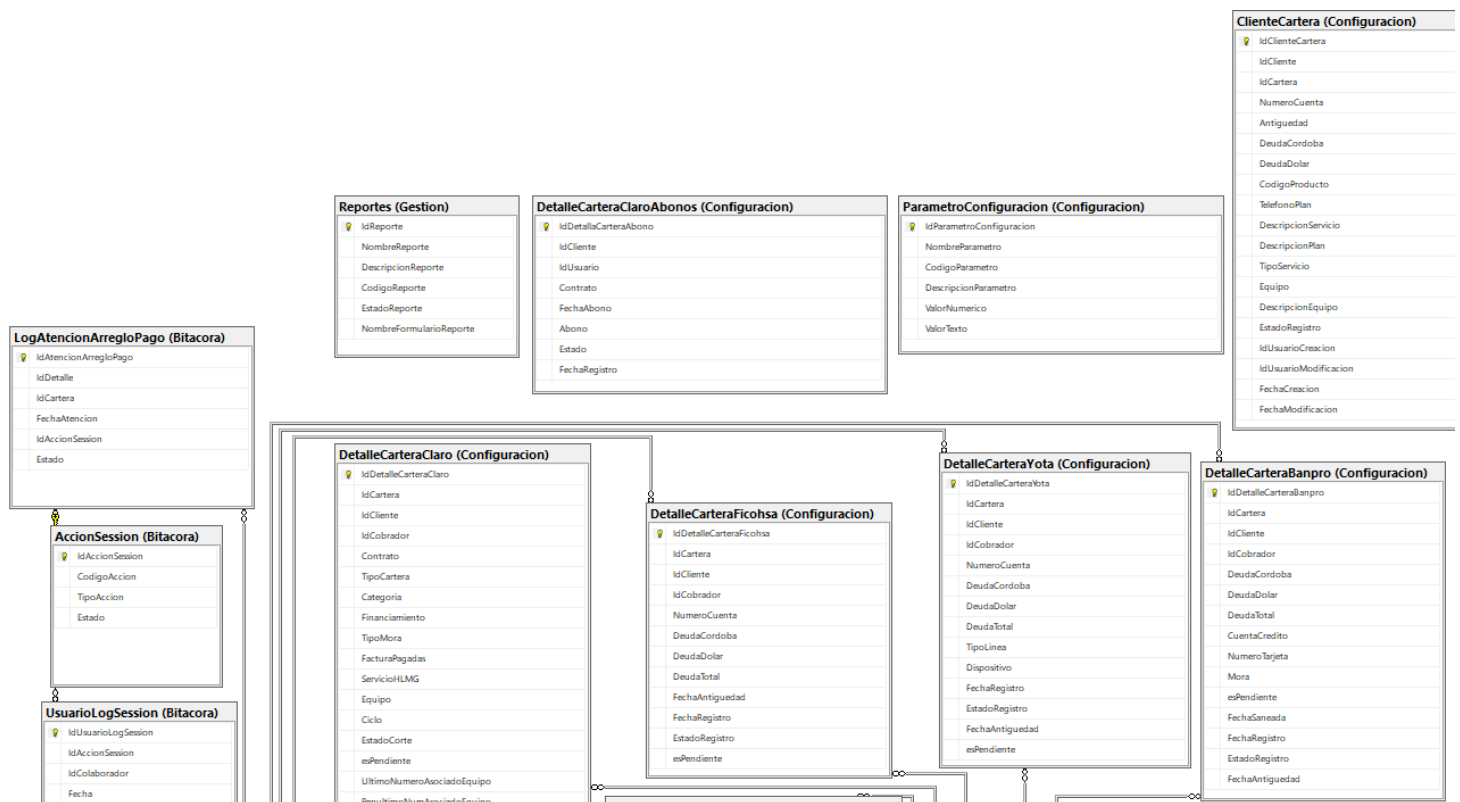 ClienteCartera (Configuracion)
IdClienteCartera
IdCliente
IdCartera
NumeroCuenta
Antiguedad
DeudaCordoba
DeudaDolar
CodigoProducto
TelefonoPlan
DescripcionServicio
DescripcionPlan
TipoServicio
Equipo
DescripcionEquipo
EstadoRegistro
IdUsuarioCreacion
IdUsuarioModificacion
FechaCreacion
FechaModificacion
Reportes (Gestion)
IdReporte
NombreReporte
DescripcionReporte
CodigoReporte
EstadoReporte
NombreFormularioReporte
DetalleCarteraClaroAbonos (Configuracion)
IdDetallaCarteraAbono
IdCliente
IdUsuario
Contrato
FechaAbono
Abono
Estado
FechaRegistro
ParametroConfiguracion (Configuracion)
IdParametroConfiguracion
NombreParametro
CodigoParametro
DescripcionParametro
ValorNumerico
ValorTexto
LogAtencionArregloPago (Bitacora)
IdAtencionArregloPago
IdDetalle
IdCartera
FechaAtencion
IdAccionSession
Estado
AccionSession (Bitacora)
IdAccionSession
CodigoAccion
TipoAccion
Estado
UsuarioLogSession (Bitacora)
IdUsuarioLogSession
IdAccionSession
IdColaborador
Fecha
DetalleCarteraClaro (Configuracion)
IdDetalleCarteraClaro
IdCartera
IdCliente
IdCobrador
Contrato
TipoCartera
Categoria
Financiamiento
TipoMora
FacturaPagadas
ServicioHLMG
Equipo
Ciclo
EstadoCorte
esPendiente
UltimoNumeroAsociadoEquipo
DetalleCarteraFicohsa (Configuracion)
IdDetalleCarteraFicohsa
IdCartera
IdCliente
IdCobrador
NumeroCuenta
DeudaCordoba
DeudaDolar
DeudaTotal
FechaAntiguedad
FechaRegistro
EstadoRegistro
esPendiente
DetalleCarteraYota (Configuracion)
IdDetalleCarteraYota
IdCartera
IdCliente
IdCobrador
NumeroCuenta
DeudaCordoba
DeudaDolar
DeudaTotal
TipoLinea
Dispositivo
FechaRegistro
EstadoRegistro
FechaAntiguedad
esPendiente
DetalleCarteraBanpro (Configuracion)
IdDetalleCarteraBanpro
IdCartera
IdCliente
IdCobrador
DeudaCordoba
DeudaDolar
DeudaTotal
CuentaCredito
NumeroTarjeta
Mora
esPendiente
FechaSaneada
FechaRegistro
EstadoRegistro
FechaAntiguedad